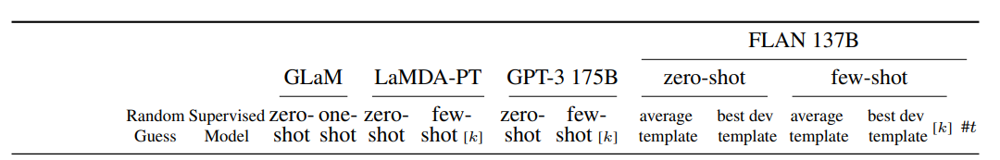 FLAN 137B
GLaM LaMDA-PT GPT-3 175B zero-shot few-shot
Random Supervised zero- one- zero- few- zero- few- average best dev average best dev
Guess Model shot shot shot shot [k] shot shot [k] template template template template [k] #t